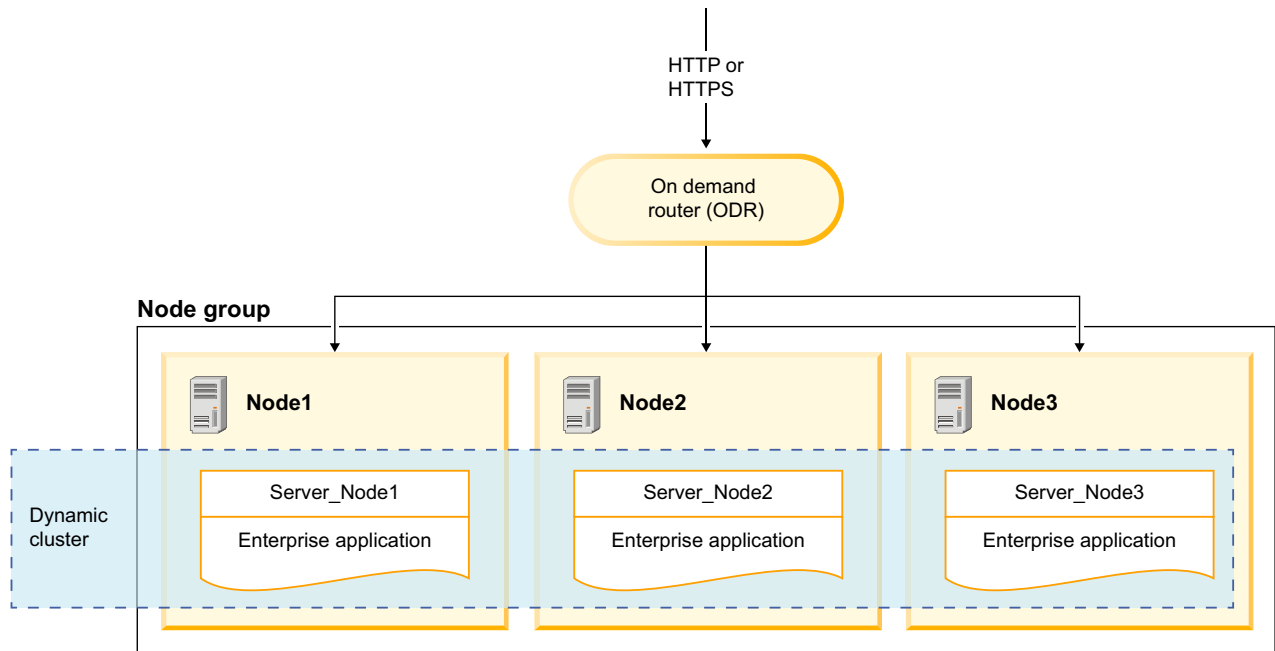 HTTP or
HTTPS
On demand
router (ODR)
Node group
Node1
Node2
Node3
Dynamic
cluster
Server_Node1
Server_Node2
Server_Node3
Enterprise application
Enterprise application
Enterprise application